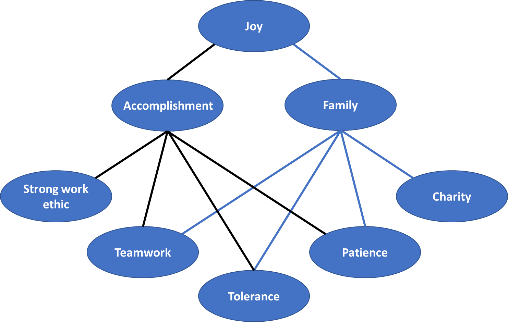 Joy
Accomplishment
Family
Strong work
ethic
Charity
Teamwork
Patience
Tolerance